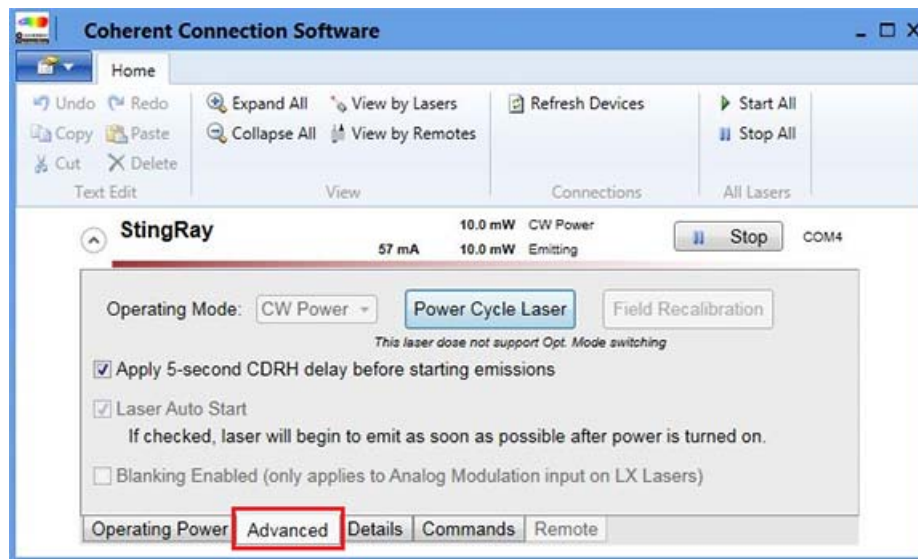 Coherent Connection Software
Home
Undo Redo Expand All View by Lasers Refresh Devices Start All
Copy Paste Collapse All View by Remotes Stop All
Cut Delete
Text Edit View Connections All Lasers
StingRay 10.0 mW CW Power Stop COM4
57 mA 10.0 mW Emitting
Operating Mode: CW Power Power Cycle Laser Field Recalibration
This laser dose not support Opt. Mode switching
Apply 5-second CDRH delay before starting emissions
Laser Auto Start
If checked, laser will begin to emit as soon as possible after power is turned on.
Blanking Enabled (only applies to Analog Modulation input on LX Lasers)
Operating Power Advanced Details Commands Remote